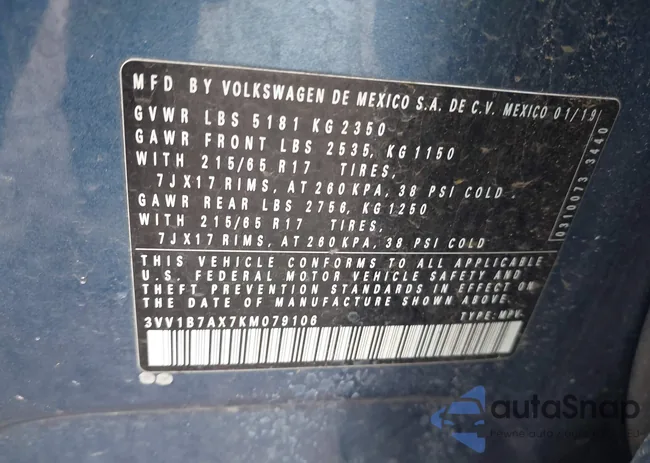 MFD BY VOLKSWAGEN DE MEXICO S.A. DE C.V. MEXICO 01/19
GVWR LBS 5181 KG 2350
GAWR FRONT LBS 2535, KG 1150
WITH 215/65 R17 TIRES,
7JX17 RIMS, AT 260KPA, 38 PSI COLD.
GAWR REAR LBS 2756, KG 1250
WITH 215/65 R17 TIRES,
7JX17 RIMS, AT 260KPA, 38 PSI COLD
THIS VEHICLE CONFORMS TO ALL APPLICABLE
U.S. FEDERAL MOTOR VEHICLE SAFETY AND
THEFT PREVENTION STANDARDS IN EFFECT ON
THE DATE OF MANUFACTURE SHOWN ABOVE.
3VV1B7AX7KM079106 TYPE: MPV
0310073 3440
autoSnap